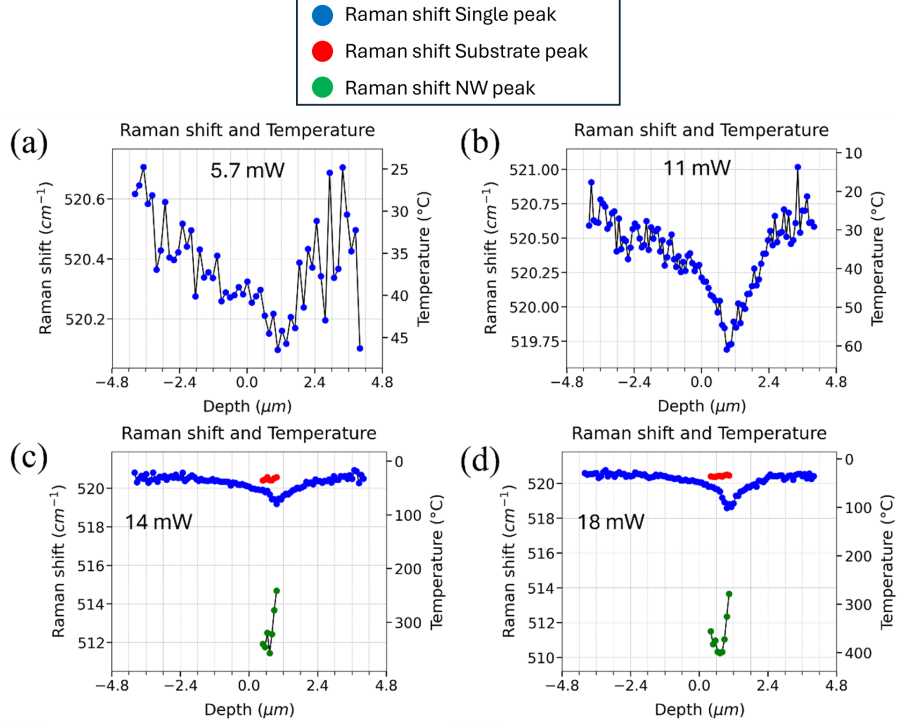 Raman shift Single peak
Raman shift Substrate peak
Raman shift NW peak
(a)
Raman shift and Temperature
5.7 mW
Raman shift (cm⁻¹)
520.6
520.4
520.2
25
30
35
40
45
Temperature (°C)
−4.8 −2.4 0.0 2.4 4.8
Depth (μm)
(b)
Raman shift and Temperature
11 mW
Raman shift (cm⁻¹)
521.00
520.75
520.50
520.25
520.00
519.75
10
20
30
40
50
60
Temperature (°C)
−4.8 −2.4 0.0 2.4 4.8
Depth (μm)
(c)
Raman shift and Temperature
14 mW
Raman shift (cm⁻¹)
520
518
516
514
512
0
100
200
300
Temperature (°C)
−4.8 −2.4 0.0 2.4 4.8
Depth (μm)
(d)
Raman shift and Temperature
18 mW
Raman shift (cm⁻¹)
520
518
516
514
512
510
0
100
200
300
400
Temperature (°C)
−4.8 −2.4 0.0 2.4 4.8
Depth (μm)